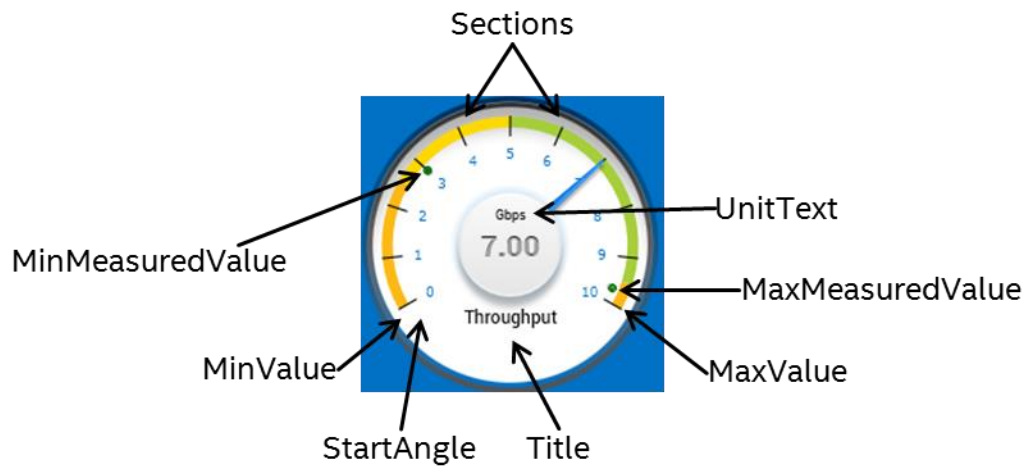 Sections
5
4
6
3
7
2
8
Gbps
UnitText
7.00
1
9
MinMeasuredValue
0
10
MaxMeasuredValue
Throughput
MinValue
MaxValue
StartAngle
Title